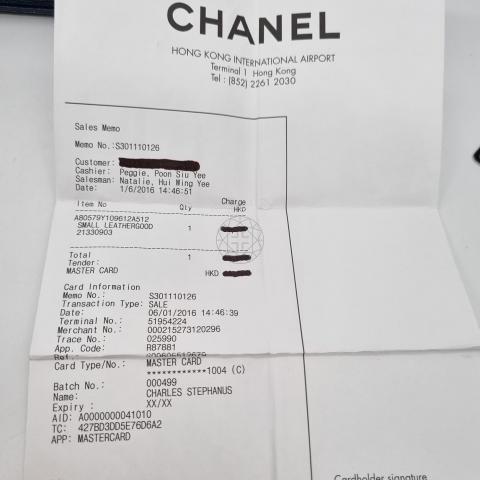 CHANEL
HONG KONG INTERNATIONAL AIRPORT
Terminal 1 Hong Kong
Tel : (852) 2261 2030
Sales Memo
Memo No.:S301110126
Customer:
Cashier: Peggie, Poon Siu Yee
Salesman: Natalie, Hui Wing Yee
Date: 1/6/2016 14:46:51
Item No Qty Charge
HKD
A80579Y109612A512
SMALL LEATHERGOOD 1
21330903
Total 1
Tender:
MASTER CARD HKD
Card Information
Memo No.: S301110126
Transaction Type: SALE
Date: 06/01/2016 14:46:39
Terminal No.: 51954224
Merchant No.: 000215273120296
Trace No.: 025990
App. Code: R87881
Ref.:
Card Type/No.: MASTER CARD
************1004 (C)
Batch No.: 000499
Name: CHARLES STEPHANUS
Expiry : XX/XX
AID: A0000000041010
TC: 427BD3DD5E76D6A2
APP: MASTERCARD
Cardholder signature